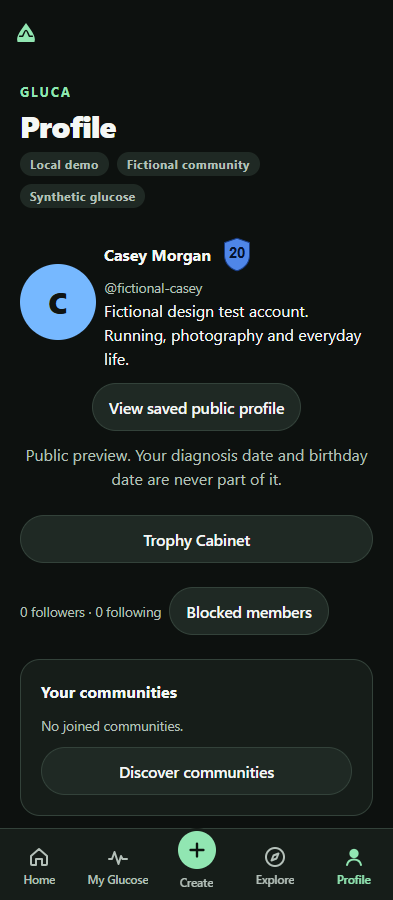 GLUCA
Profile
Local demo
Fictional community
Synthetic glucose
C
Casey Morgan
20
@fictional-casey
Fictional design test account.
Running, photography and everyday
life.
View saved public profile
Public preview. Your diagnosis date and birthday
date are never part of it.
Trophy Cabinet
0 followers · 0 following
Blocked members
Your communities
No joined communities.
Discover communities
Home
My Glucose
Create
Explore
Profile